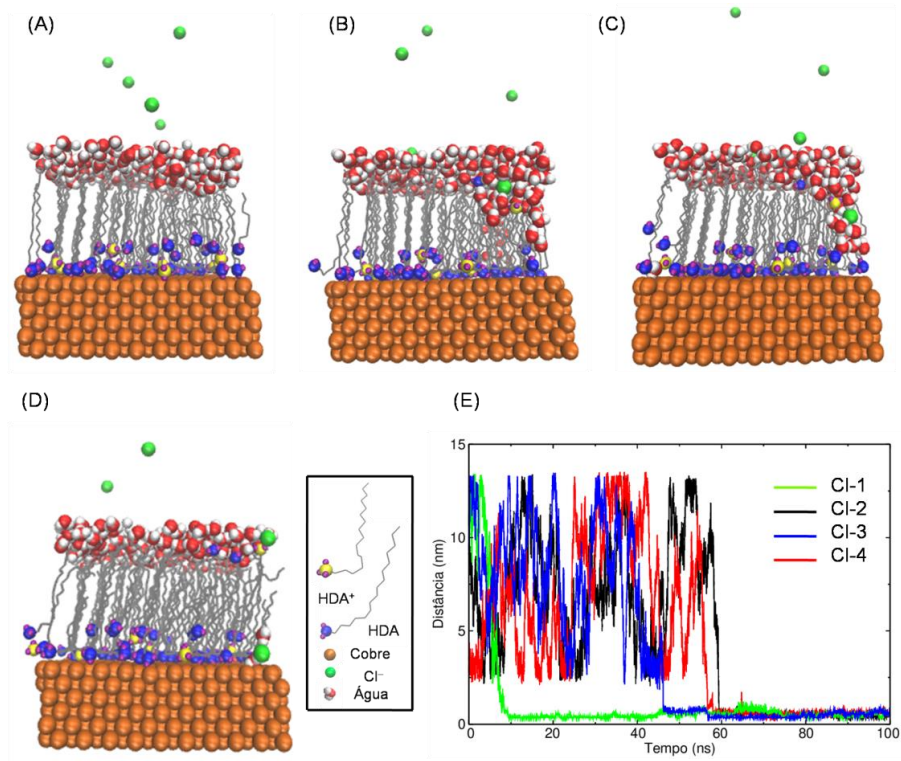 (A)
(B)
(C)
(D)
HDA⁺
HDA
Cobre
Cl⁻
Água
(E)
15
10
5
0
Distância (nm)
0 20 40 60 80 100
Tempo (ns)
Cl-1
Cl-2
Cl-3
Cl-4